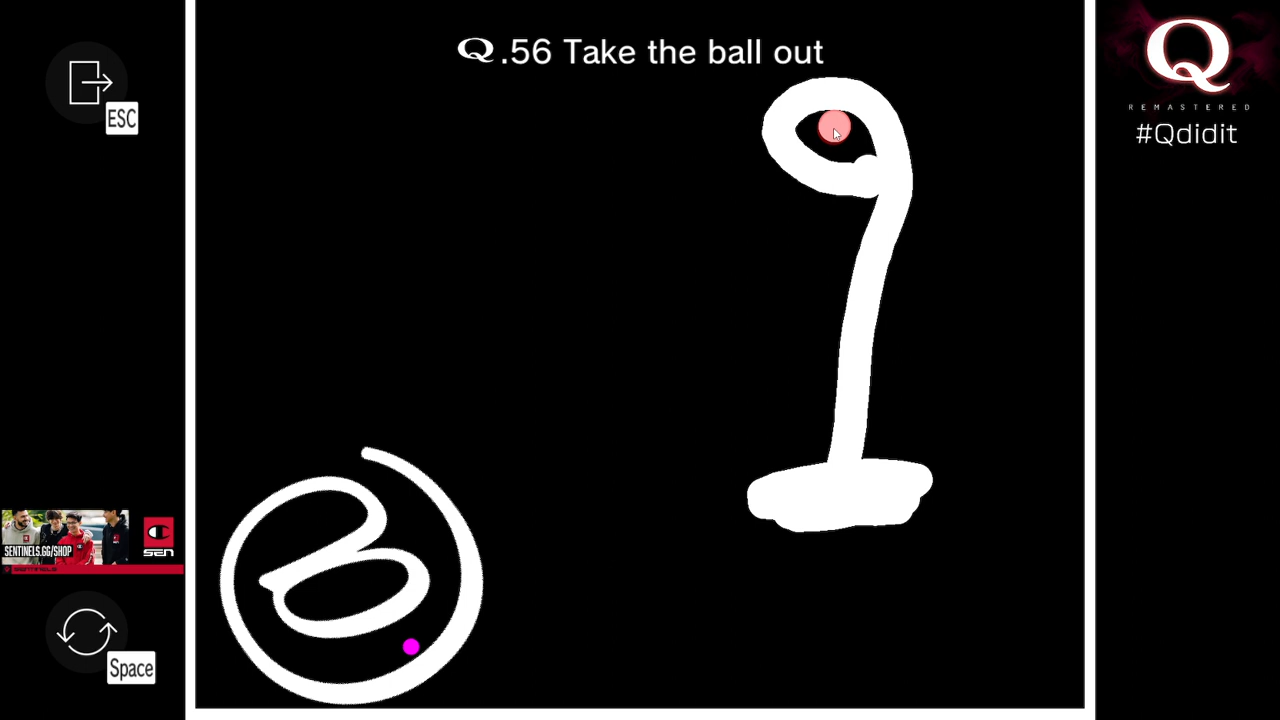 Q.56 Take the ball out
ESC
Q
REMASTERED
#Qdidit
SENTINELS.GG/SHOP
SEN
Space